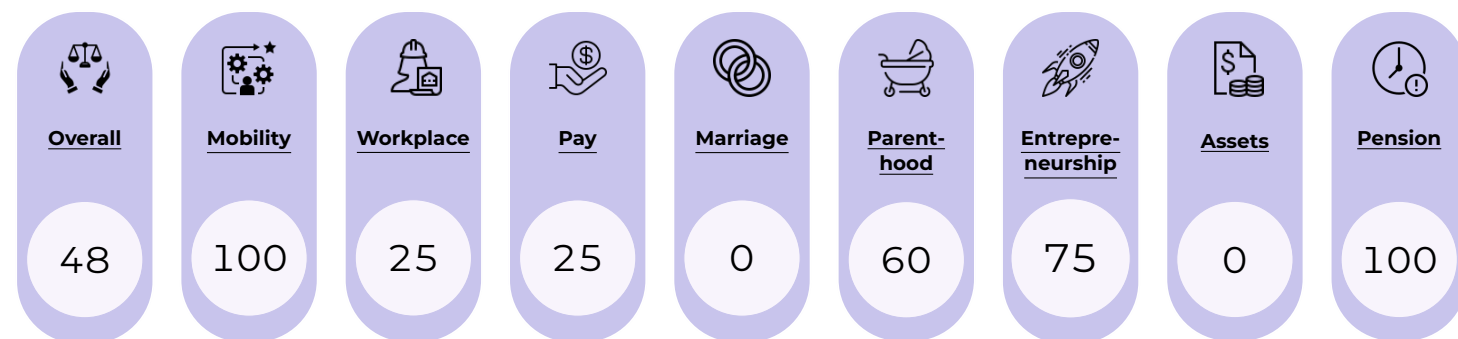 Overall
48
Mobility
100
Workplace
25
$
Pay
25
Marriage
0
Parent-
hood
60
Entrepre-
neurship
75
$
Assets
0
!
Pension
100